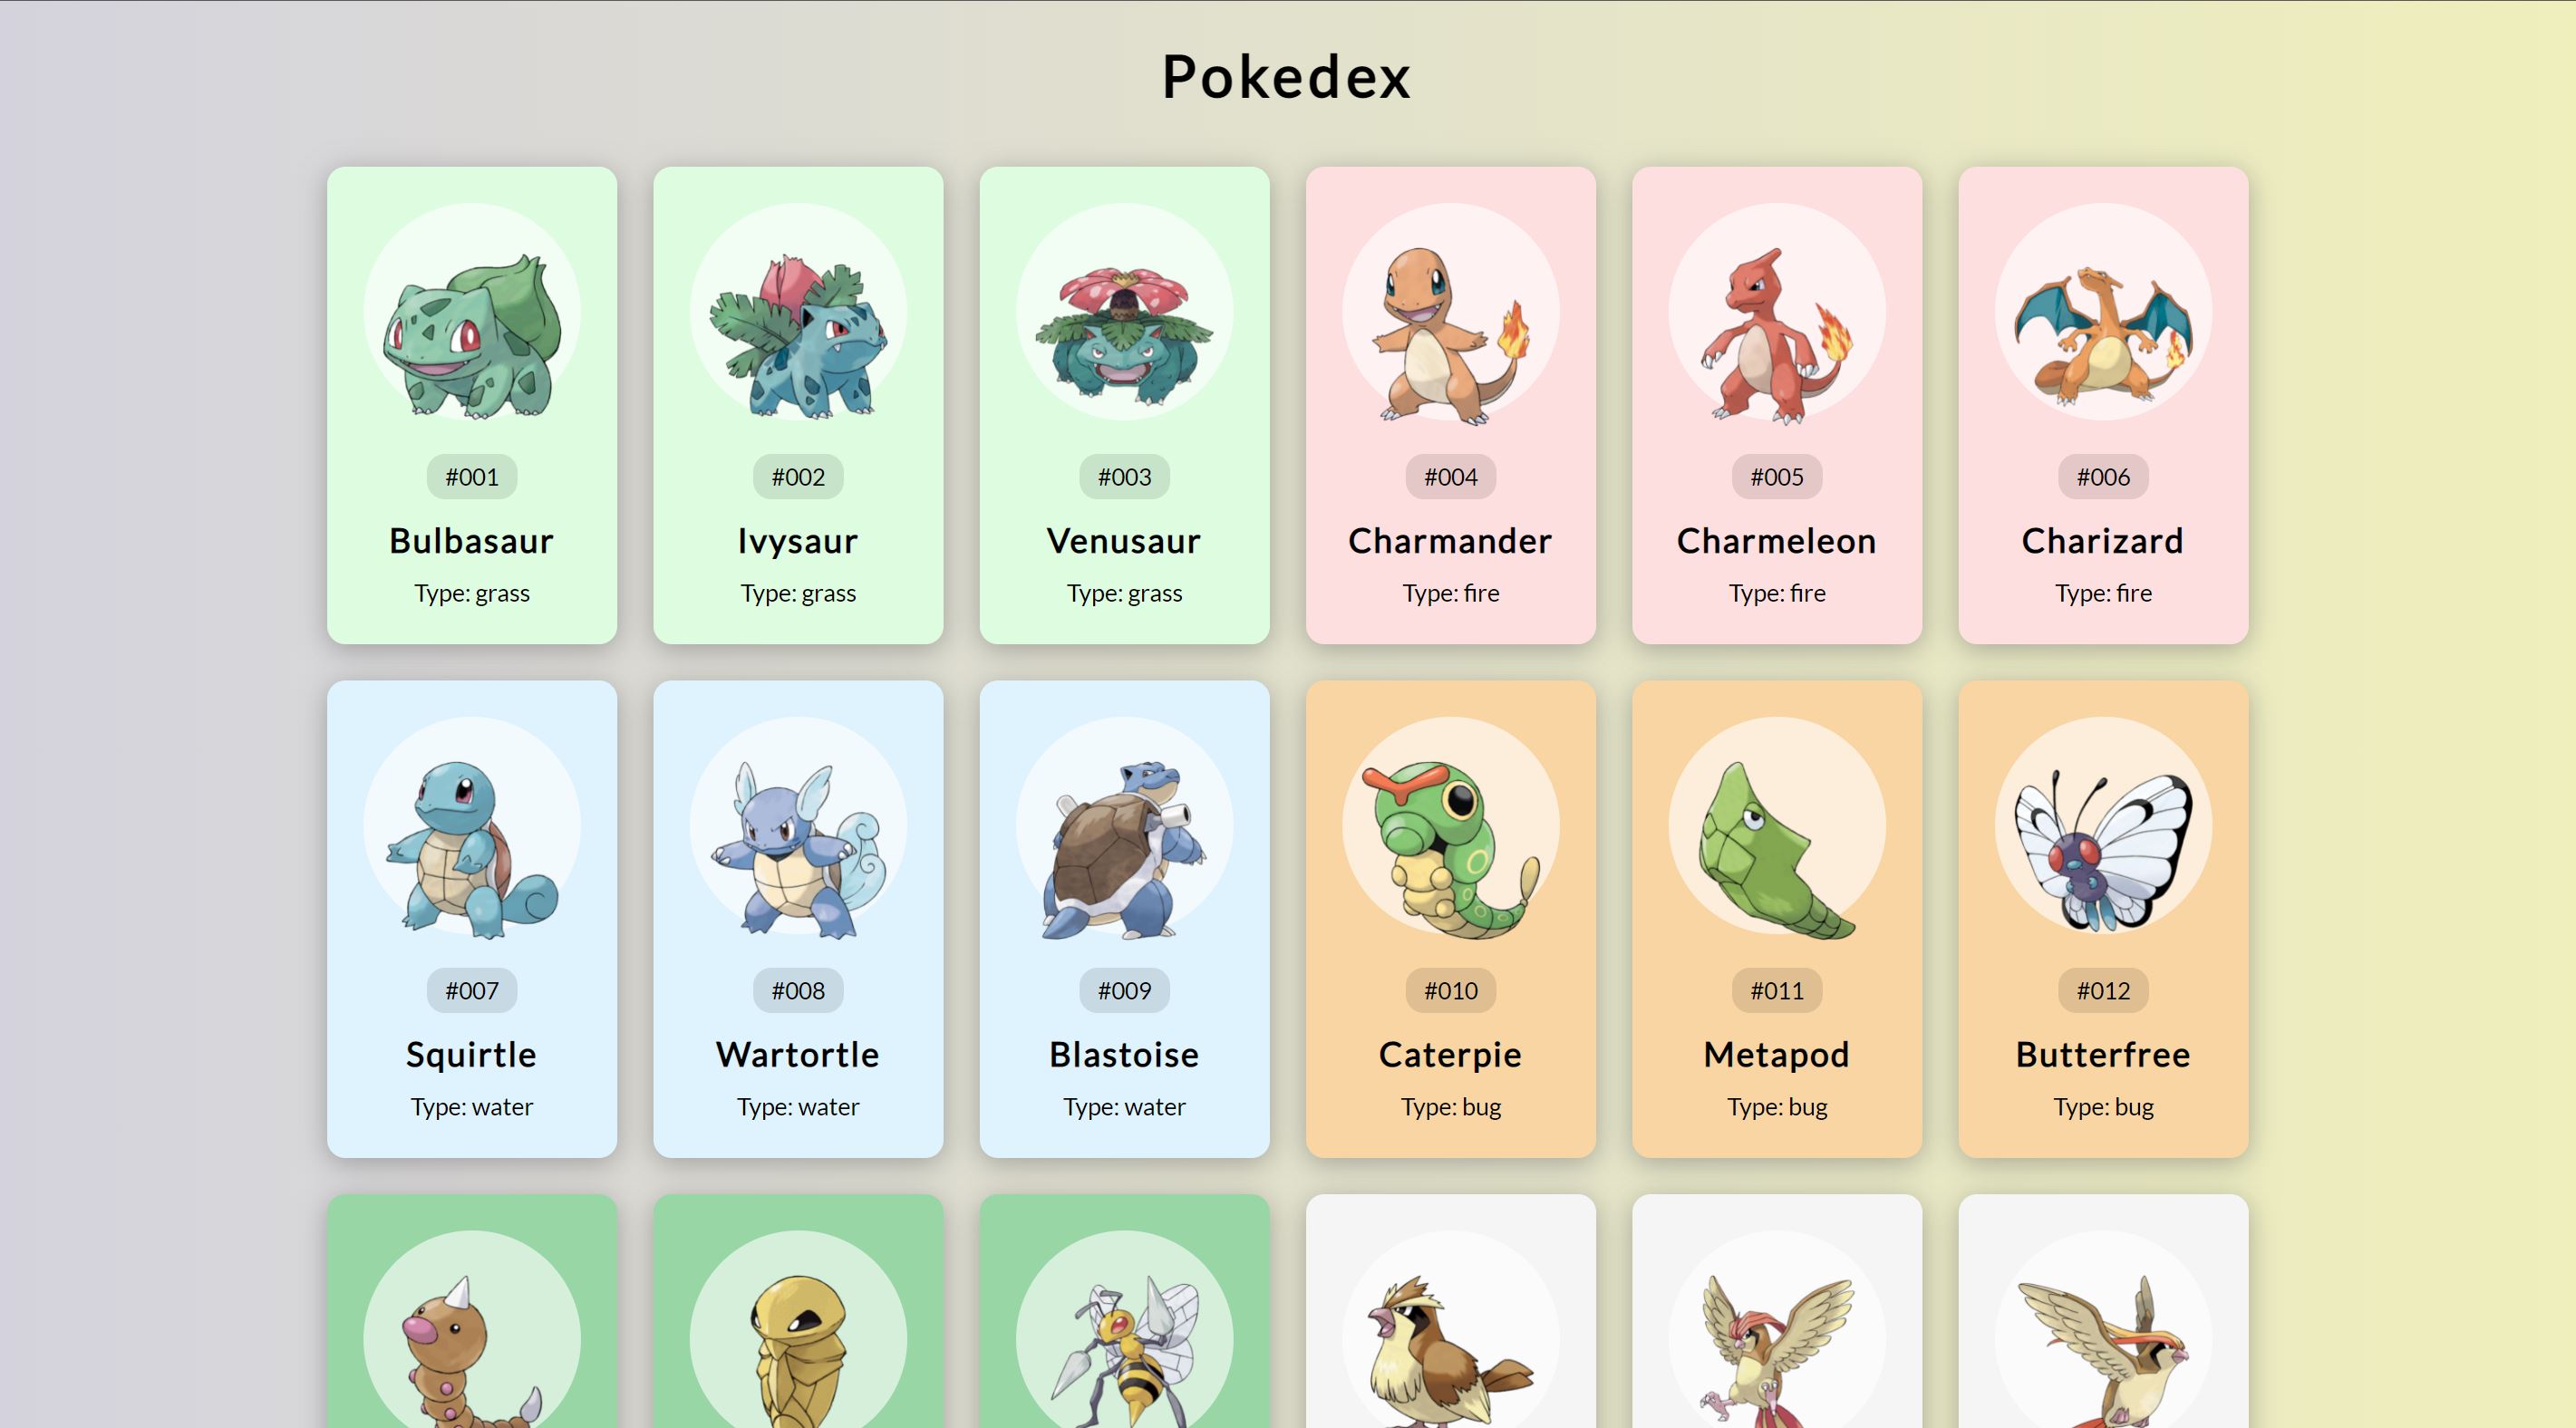 Pokedex
#001
Bulbasaur
Type: grass
#002
Ivysaur
Type: grass
#003
Venusaur
Type: grass
#004
Charmander
Type: fire
#005
Charmeleon
Type: fire
#006
Charizard
Type: fire
#007
Squirtle
Type: water
#008
Wartortle
Type: water
#009
Blastoise
Type: water
#010
Caterpie
Type: bug
#011
Metapod
Type: bug
#012
Butterfree
Type: bug